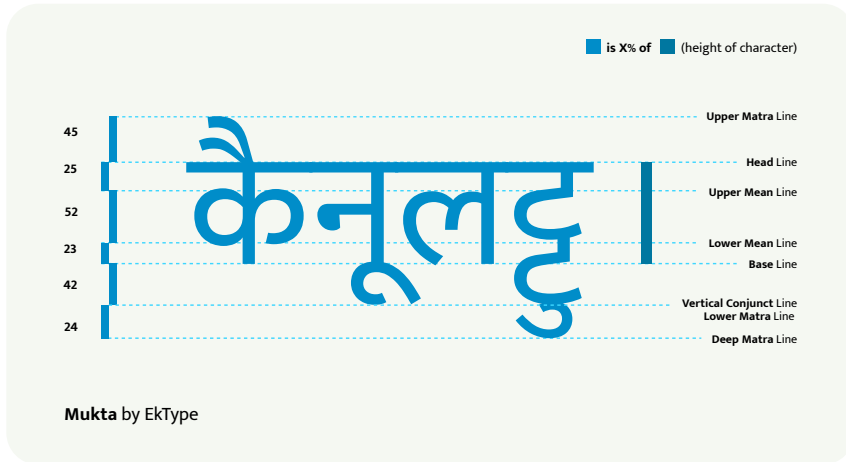 is X% of (height of character)
Upper Matra Line
45
Head Line
25
Upper Mean Line
52
Lower Mean Line
23
Base Line
42
Vertical Conjunct Line
Lower Matra Line
24
Deep Matra Line
कैनूलट्टु
Mukta by EkType